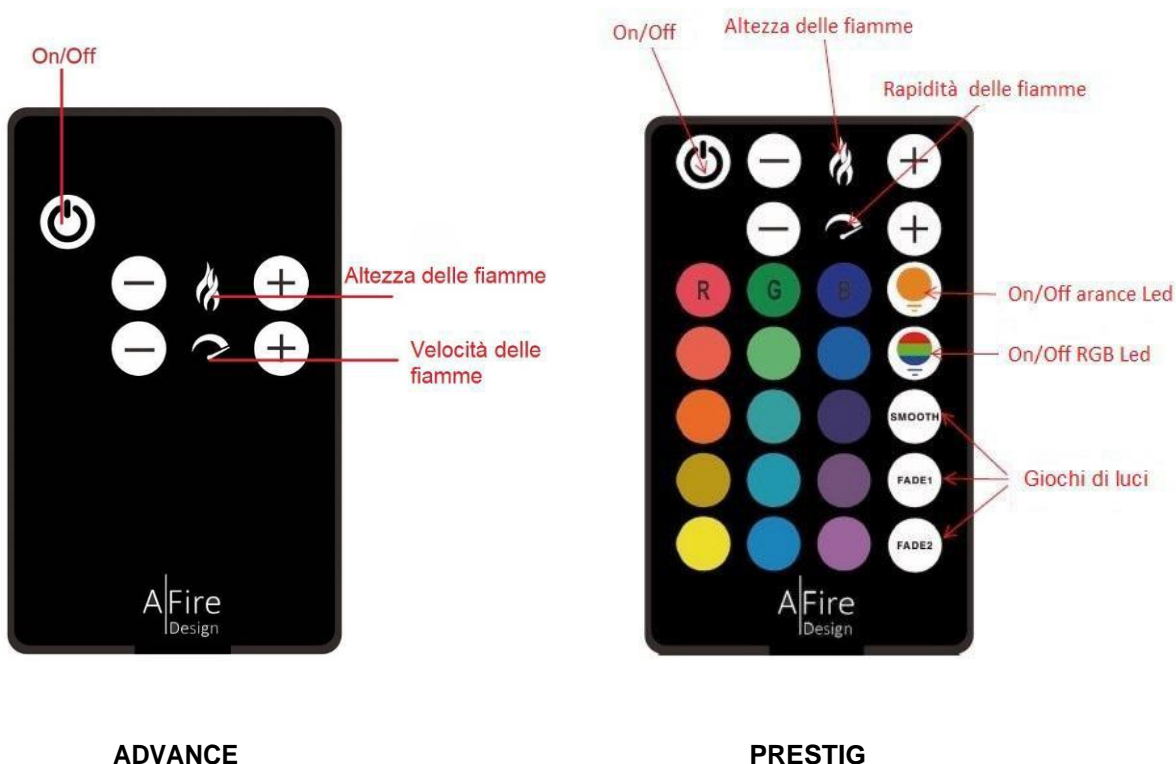 On/Off
Altezza delle fiamme
Velocità delle
fiamme
A Fire
Design
ADVANCE
On/Off
Altezza delle fiamme
Rapidità delle fiamme
R G B
On/Off arance Led
On/Off RGB Led
SMOOTH
FADE1
Giochi di luci
FADE2
A Fire
Design
PRESTIG